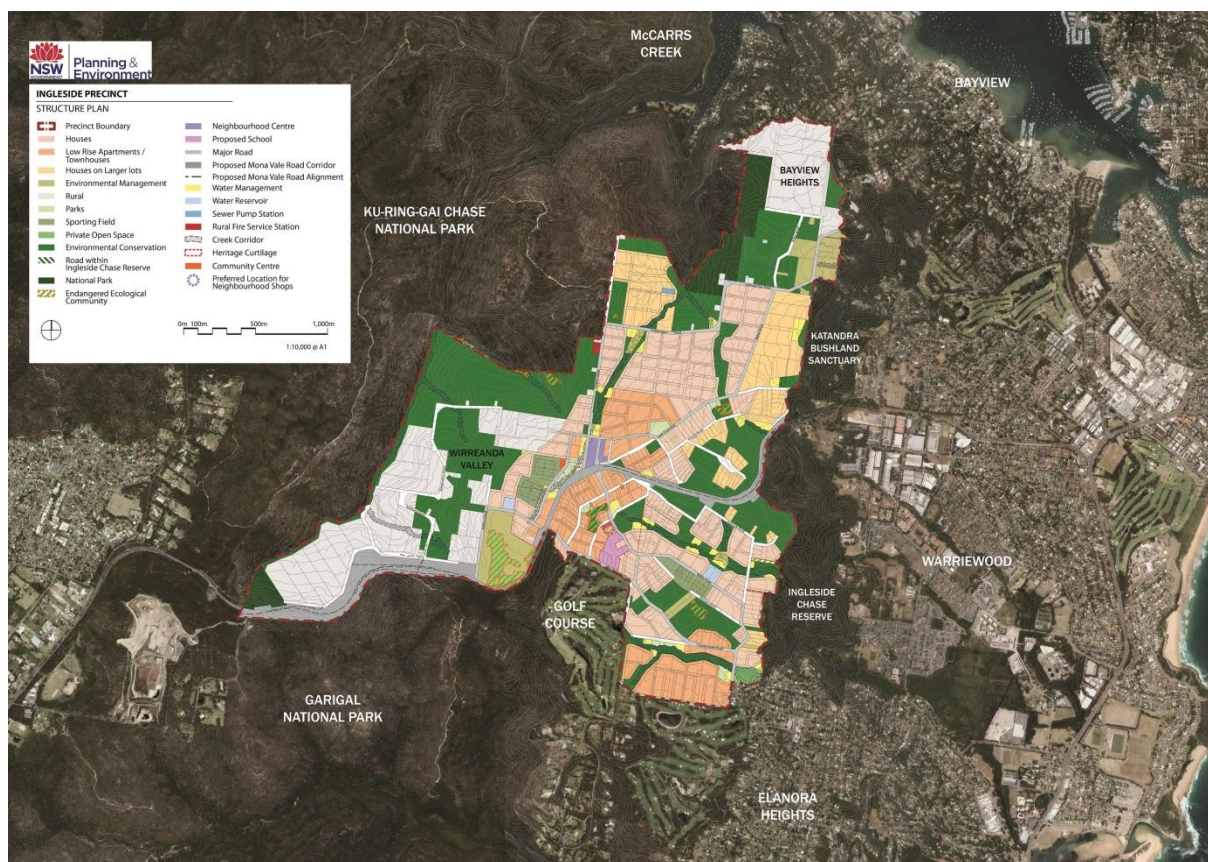 NSW
GOVERNMENT
Planning &
Environment
INGLESIDE PRECINCT
STRUCTURE PLAN
Precinct Boundary
Houses
Low Rise Apartments /
Townhouses
Houses on Larger lots
Environmental Management
Rural
Parks
Sporting Field
Private Open Space
Environmental Conservation
Road within
Ingleside Chase Reserve
National Park
Endangered Ecological
Community
Neighbourhood Centre
Proposed School
Major Road
Proposed Mona Vale Road Corridor
Proposed Mona Vale Road Alignment
Water Management
Water Reservoir
Sewer Pump Station
Rural Fire Service Station
Creek Corridor
Heritage Curtilage
Community Centre
Preferred Location for
Neighbourhood Shops
0m 100m 500m 1,000m
1:10,000 @ A1
McCARRS
CREEK
BAYVIEW
BAYVIEW
HEIGHTS
KU-RING-GAI CHASE
NATIONAL PARK
KATANDRA
BUSHLAND
SANCTUARY
WIRREANDA
VALLEY
WARRIEWOOD
INGLESIDE
CHASE
RESERVE
GOLF
COURSE
GARIGAL
NATIONAL PARK
ELANORA
HEIGHTS